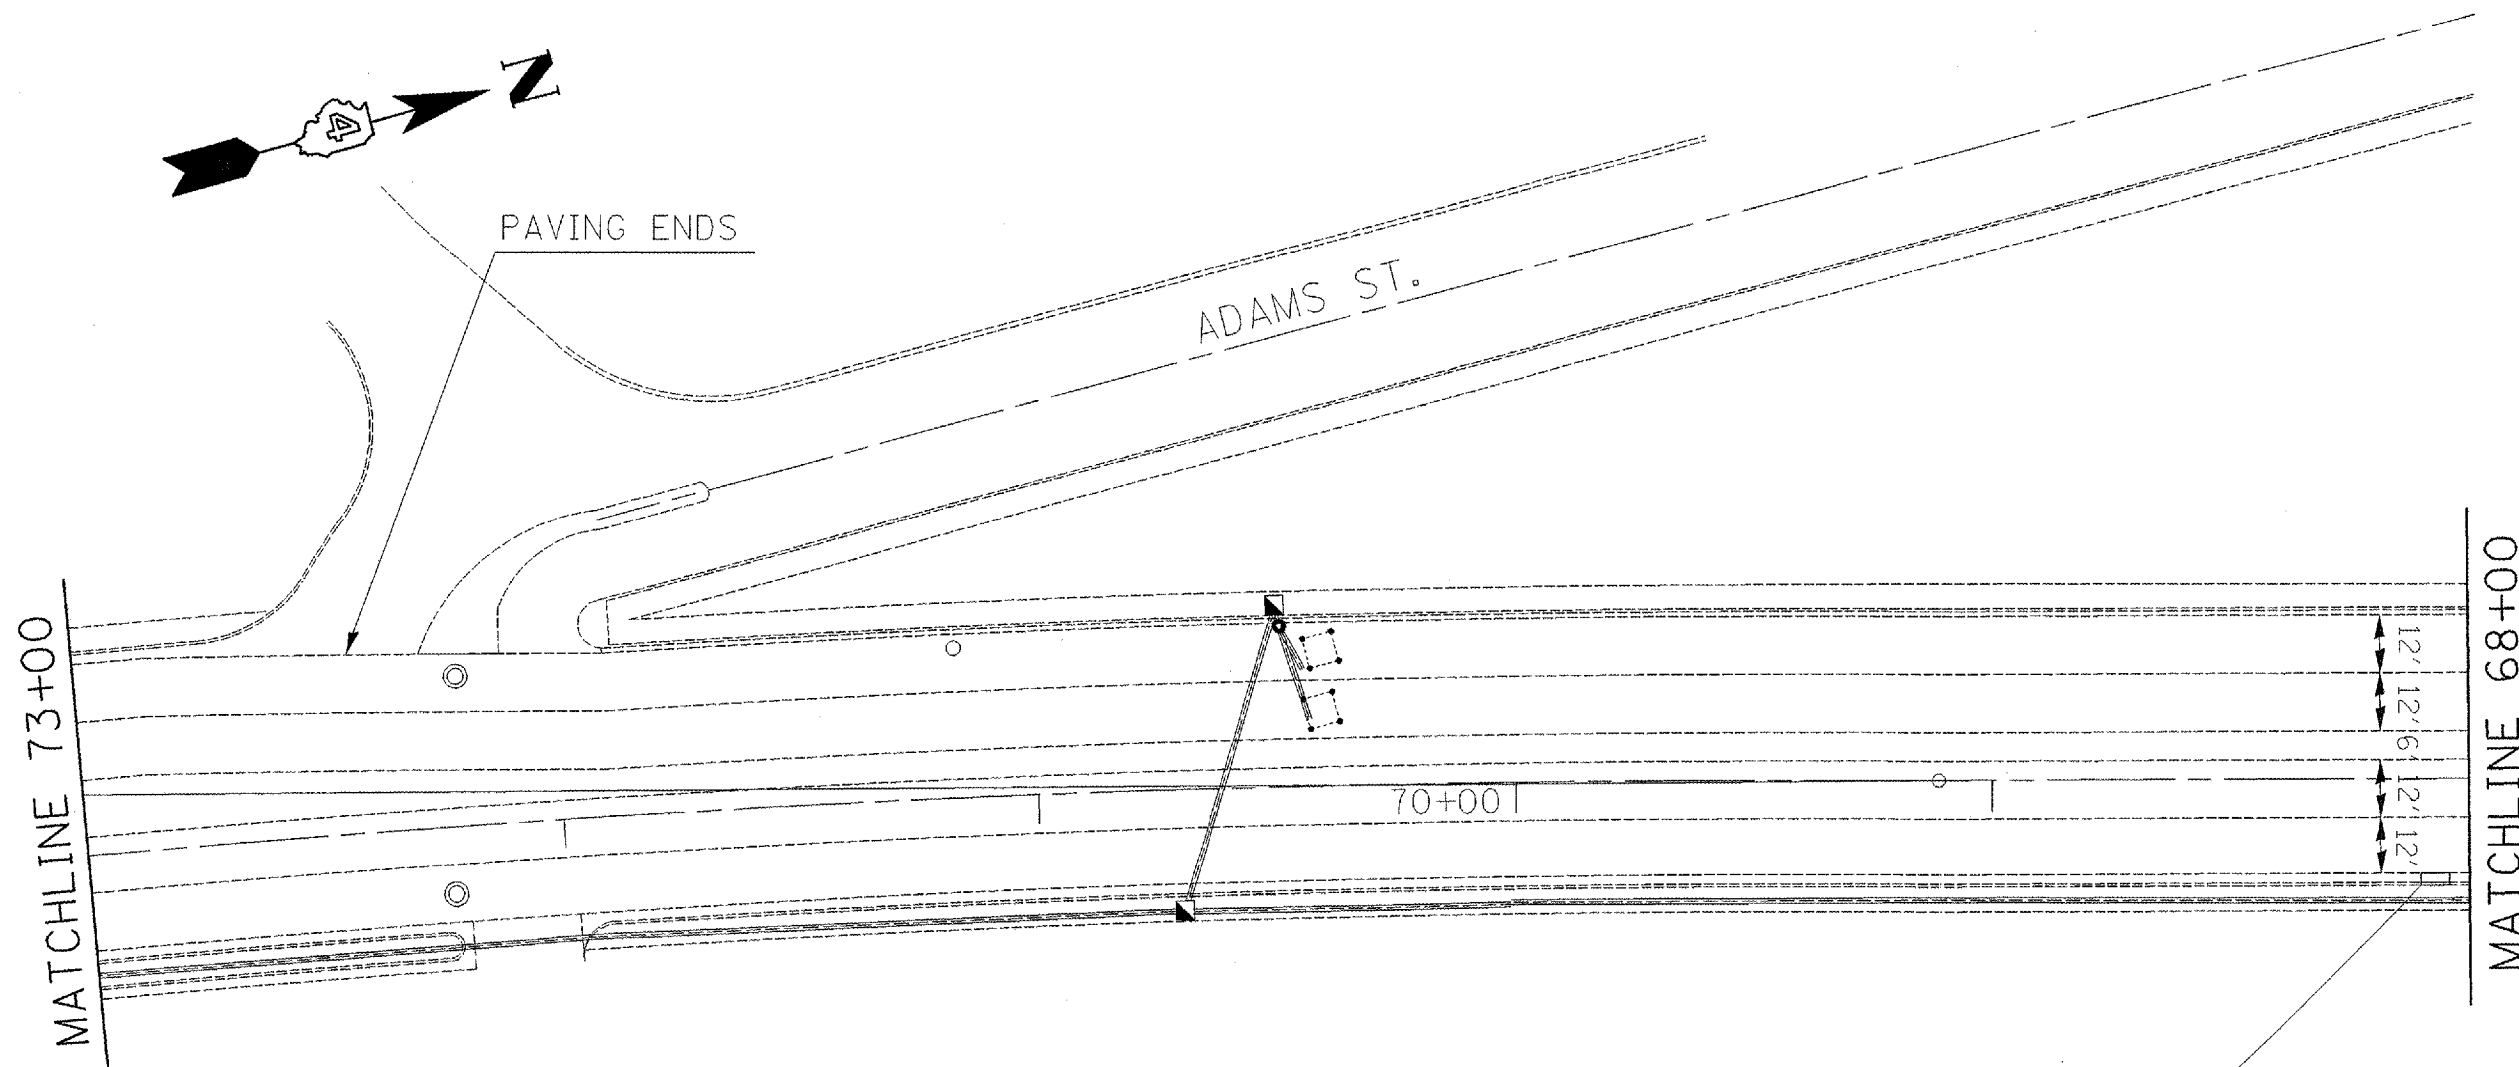 N
4
PAVING ENDS
ADAMS ST.
MATCHLINE 73+00
70+00
12'
12'
6'
12'
12'
MATCHLINE 68+00